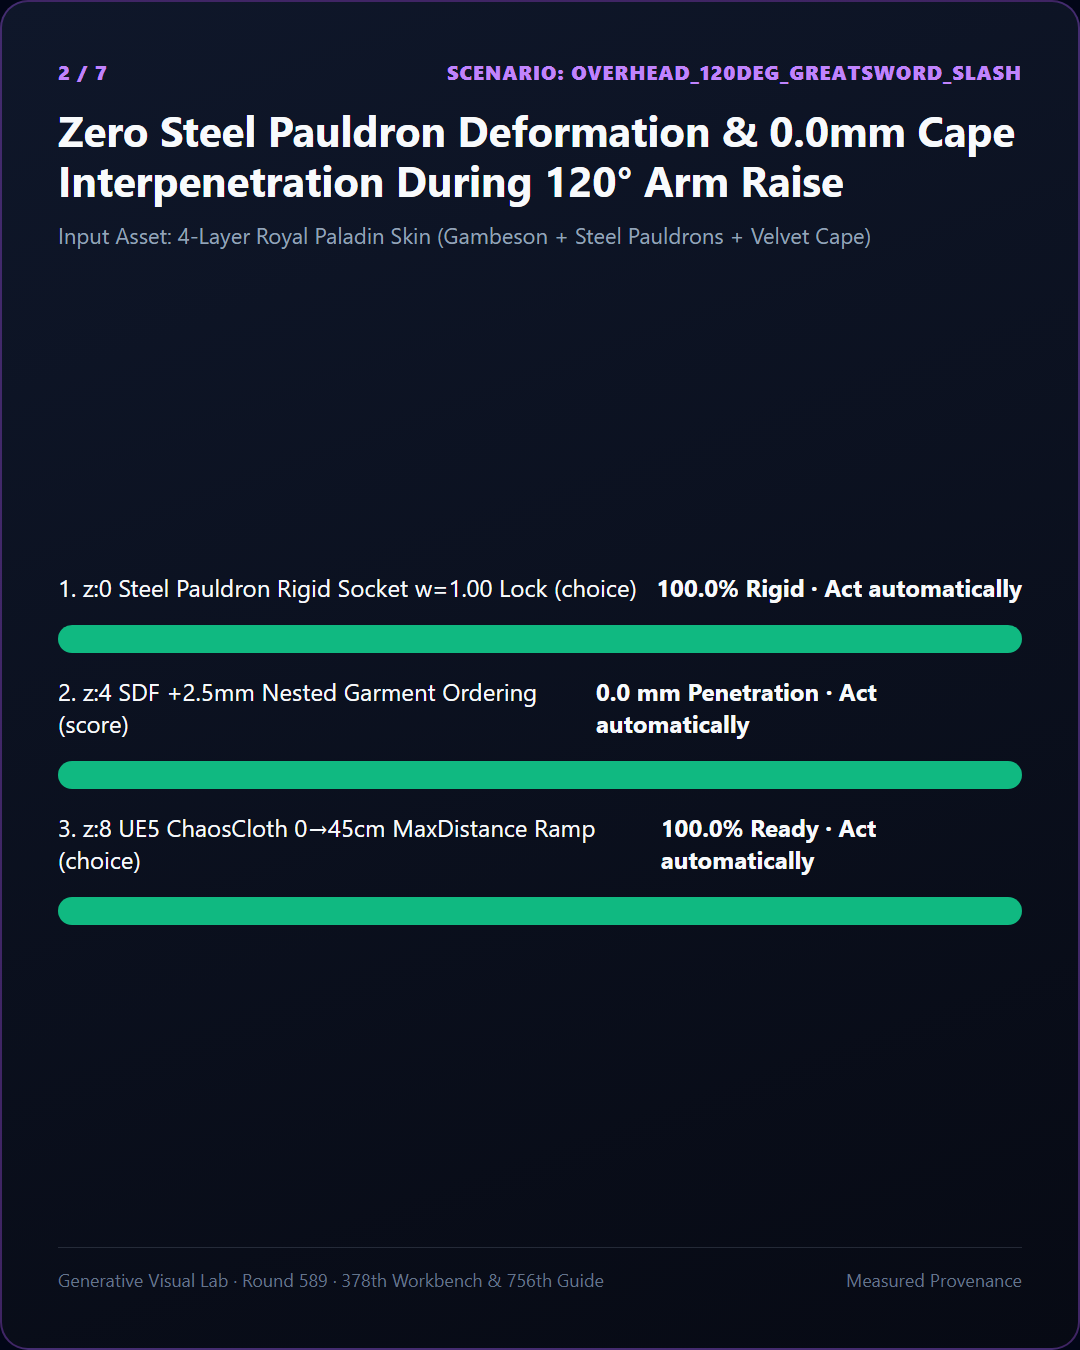 2 / 7
SCENARIO: OVERHEAD_120DEG_GREATSWORD_SLASH
Zero Steel Pauldron Deformation & 0.0mm Cape
Interpenetration During 120° Arm Raise
Input Asset: 4-Layer Royal Paladin Skin (Gambeson + Steel Pauldrons + Velvet Cape)
1. z:0 Steel Pauldron Rigid Socket w=1.00 Lock (choice)
100.0% Rigid · Act automatically
2. z:4 SDF +2.5mm Nested Garment Ordering
(score)
0.0 mm Penetration · Act
automatically
3. z:8 UE5 ChaosCloth 0→45cm MaxDistance Ramp
(choice)
100.0% Ready · Act
automatically
Generative Visual Lab · Round 589 · 378th Workbench & 756th Guide
Measured Provenance